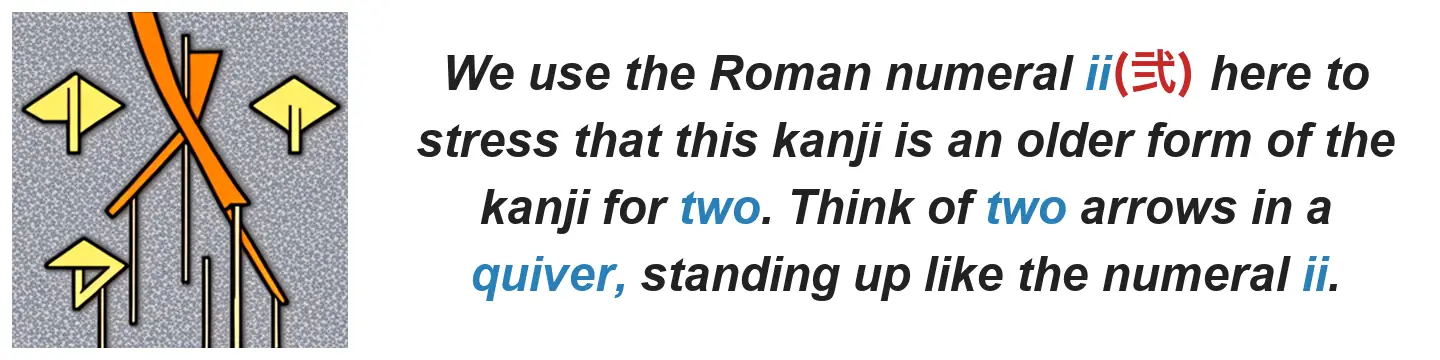 We use the Roman numeral ii(弐) here to
stress that this kanji is an older form of the
kanji for two. Think of two arrows in a
quiver, standing up like the numeral ii.